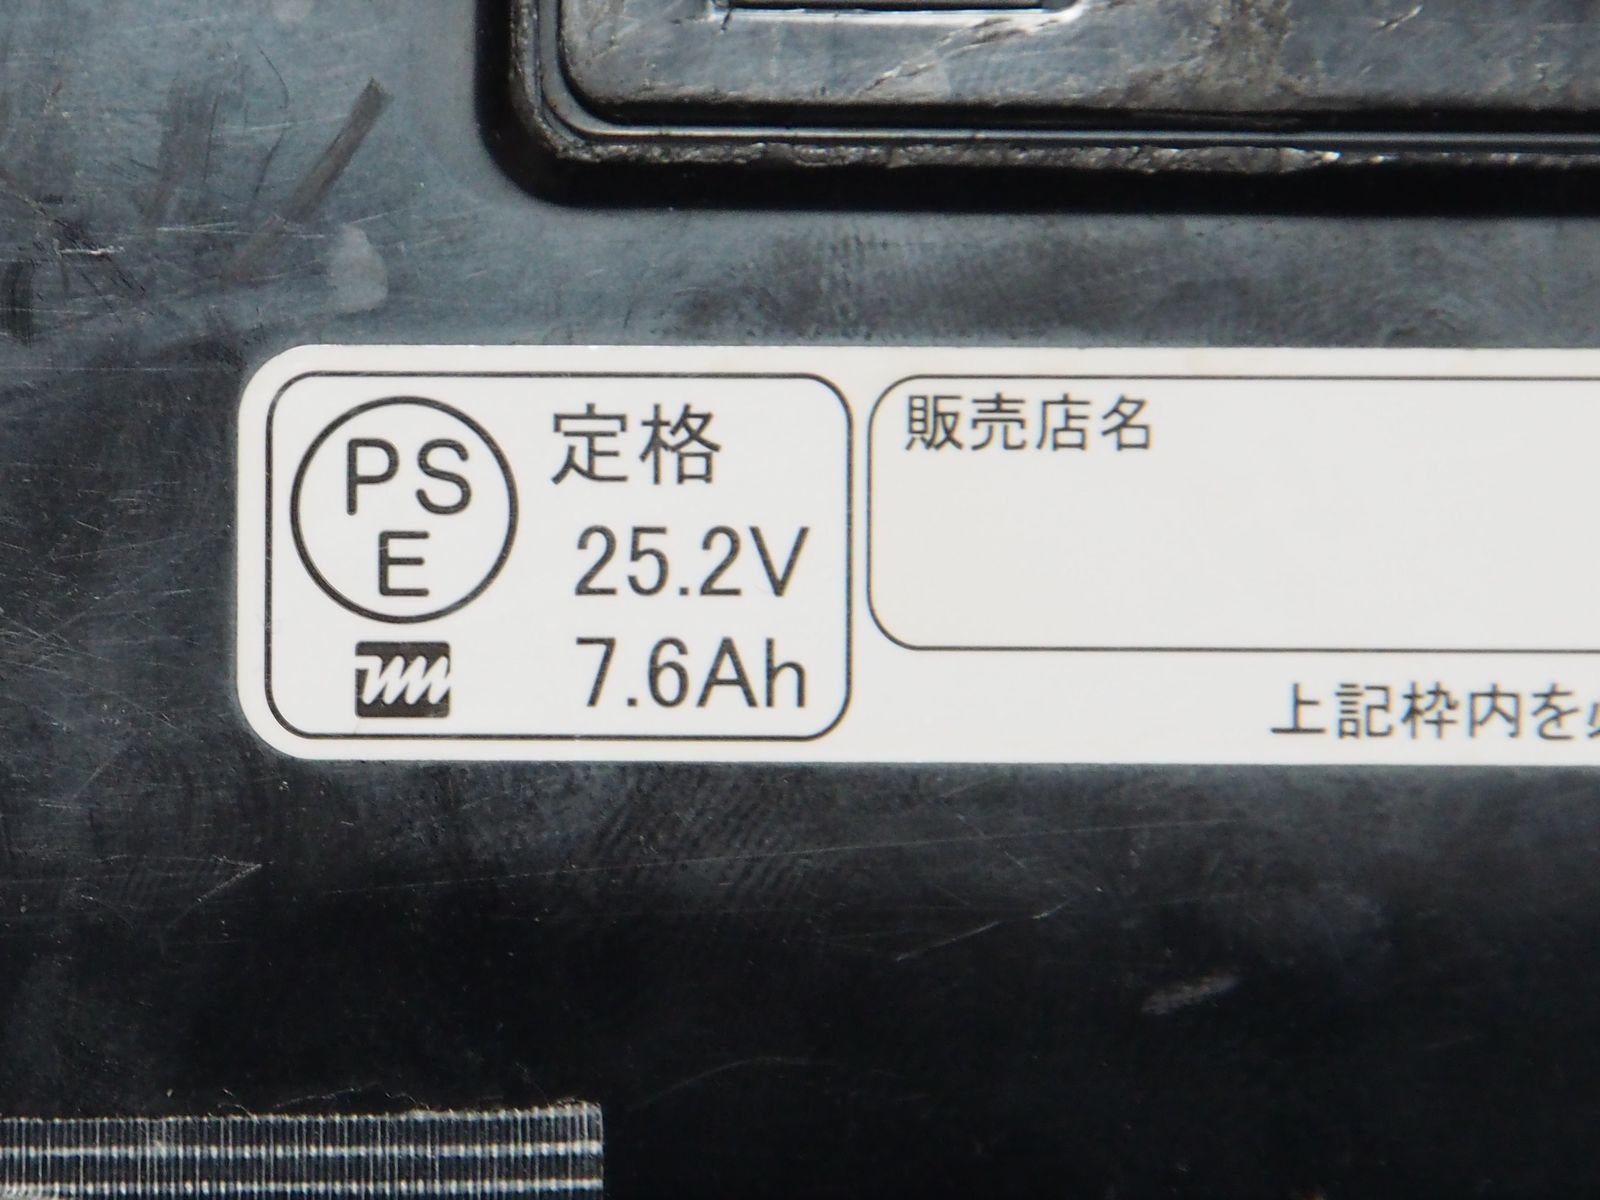 PS
E
定格
25.2V
7.6Ah
販売店名
上記枠内を